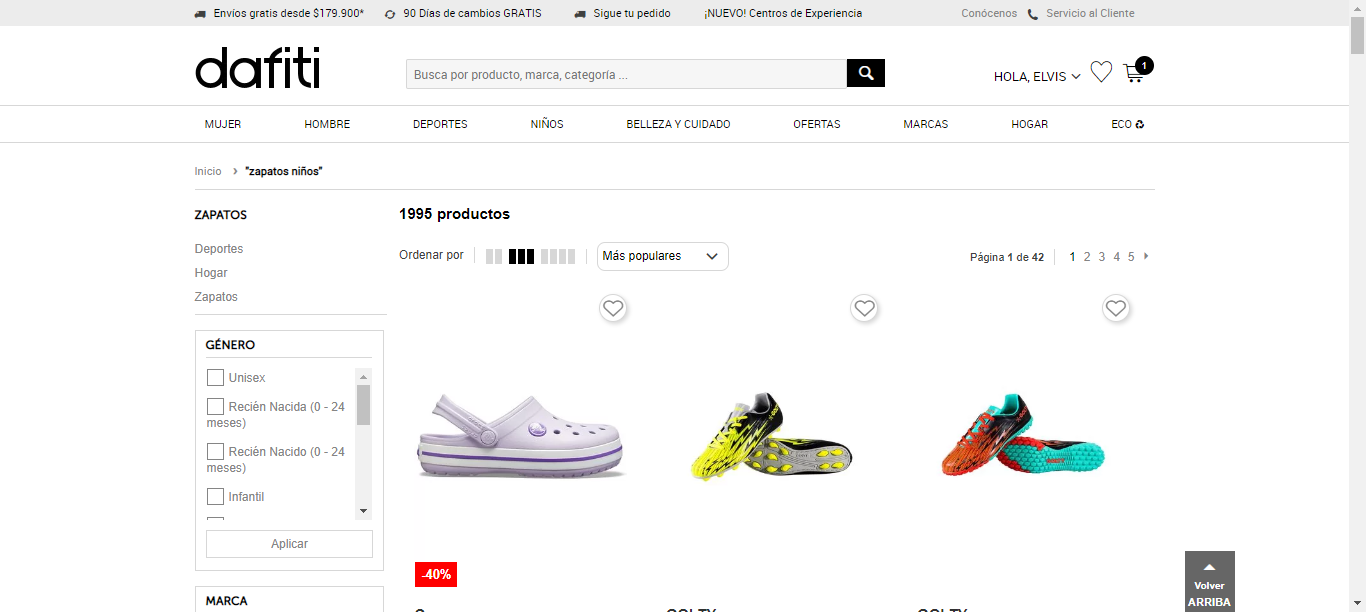 Envíos gratis desde $179.900* 90 Días de cambios GRATIS Sigue tu pedido ¡NUEVO! Centros de Experiencia Conócenos Servicio al Cliente
dafiti
Busca por producto, marca, categoría ...
HOLA, ELVIS
1
MUJER HOMBRE DEPORTES NIÑOS BELLEZA Y CUIDADO OFERTAS MARCAS HOGAR ECO
Inicio › "zapatos niños"
ZAPATOS
Deportes
Hogar
Zapatos
GÉNERO
Unisex
Recién Nacida (0 - 24
meses)
Recién Nacido (0 - 24
meses)
Infantil
Aplicar
MARCA
1995 productos
Ordenar por
Más populares
Página 1 de 42
1 2 3 4 5
-40%
Volver
ARRIBA